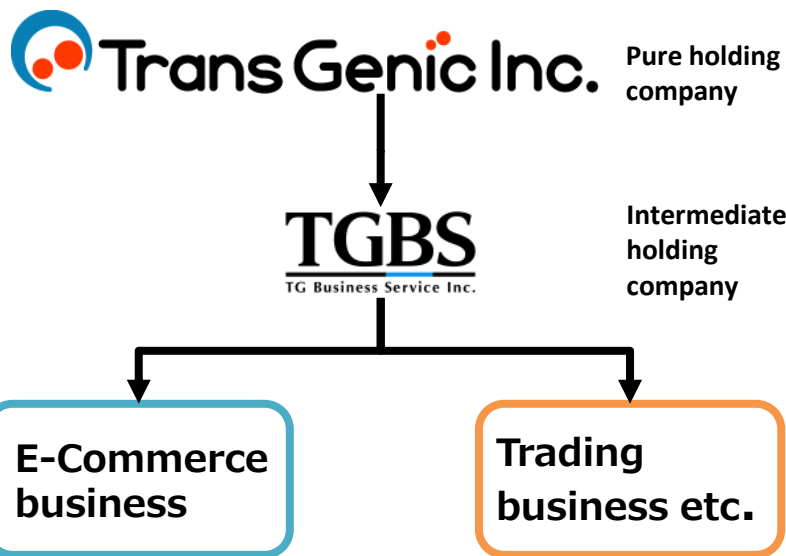 Trans Genic Inc.
Pure holding
company
TGBS
TG Business Service Inc.
Intermediate
holding
company
E-Commerce
business
Trading
business etc.